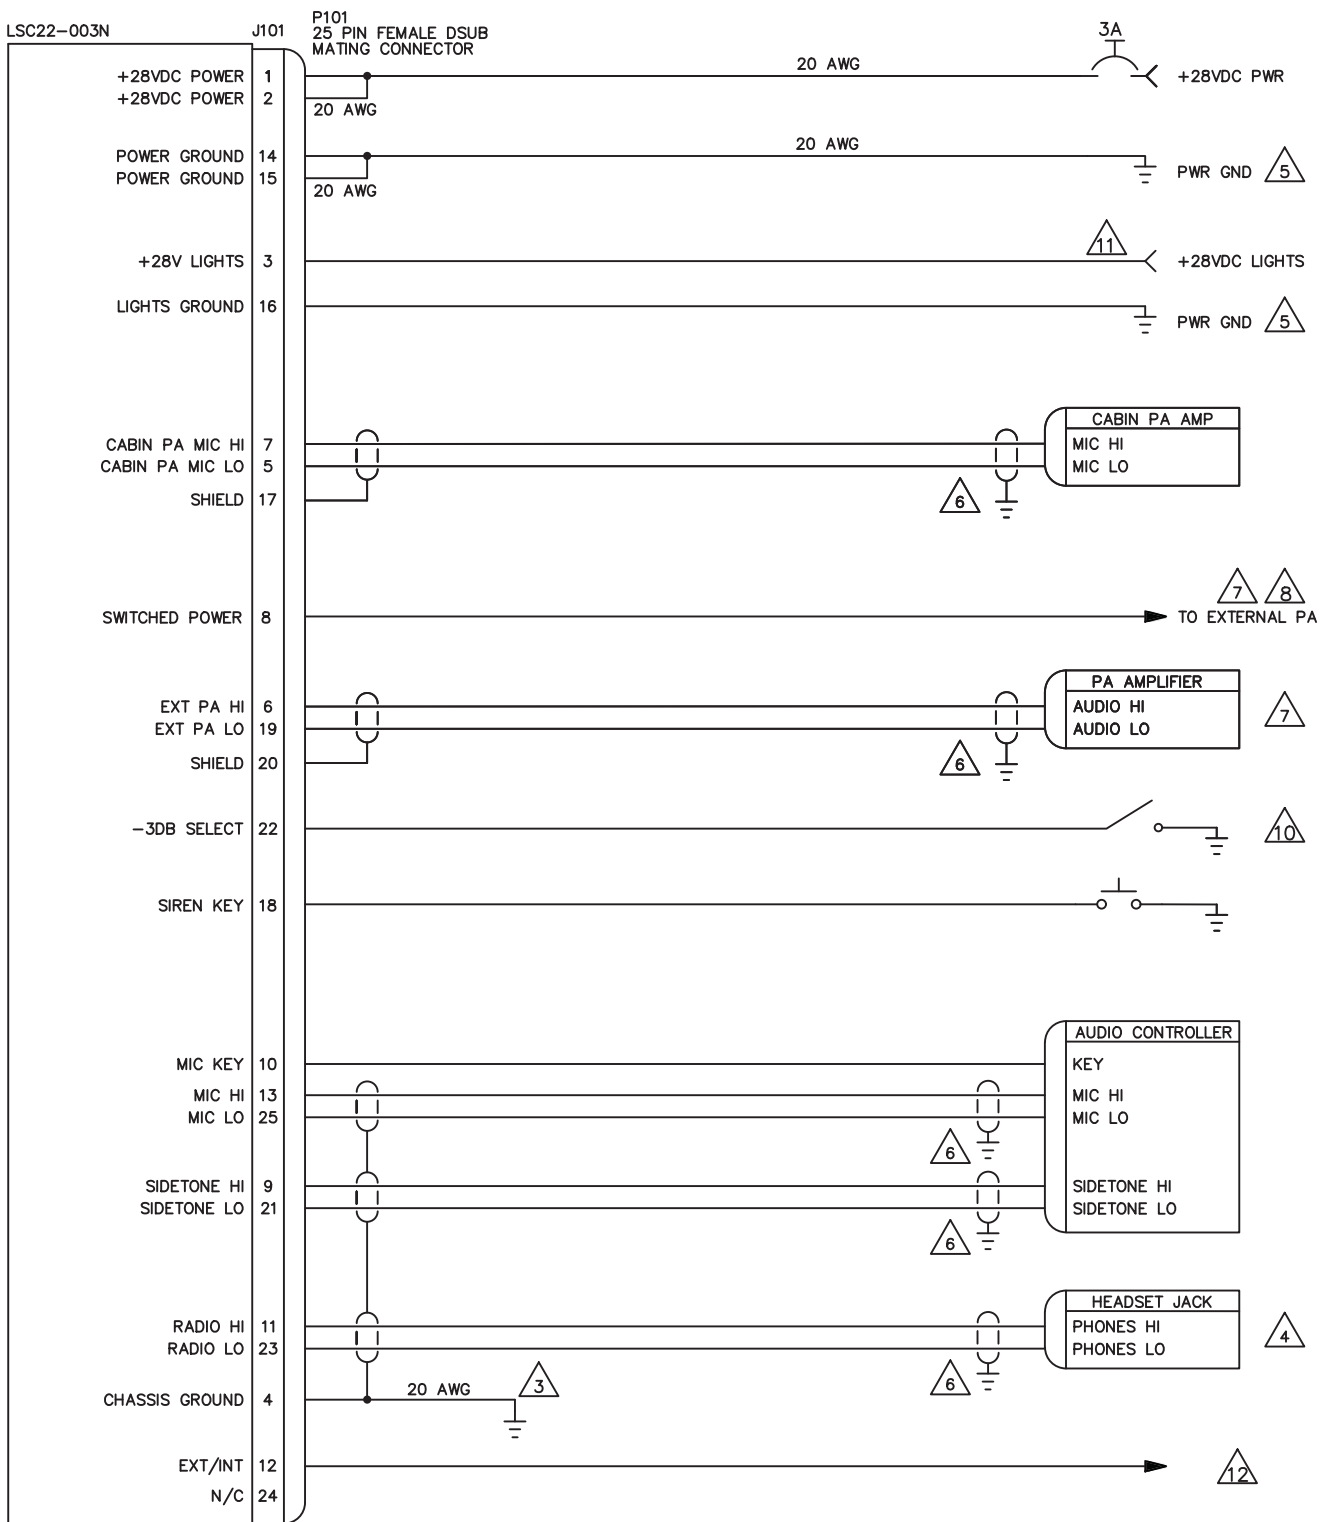 LSC22-003N
J101
P101
25 PIN FEMALE DSUB
MATING CONNECTOR
3A
+28VDC POWER 1 20 AWG +28VDC PWR
+28VDC POWER 2
20 AWG
POWER GROUND 14 20 AWG
PWR GND 5
POWER GROUND 15
20 AWG
11
+28V LIGHTS 3 +28VDC LIGHTS
LIGHTS GROUND 16
PWR GND 5
CABIN PA AMP
CABIN PA MIC HI 7 MIC HI
CABIN PA MIC LO 5 MIC LO
SHIELD 17 6
7 8
SWITCHED POWER 8 TO EXTERNAL PA
PA AMPLIFIER
EXT PA HI 6 AUDIO HI 7
EXT PA LO 19 AUDIO LO
SHIELD 20 6
-3DB SELECT 22 10
SIREN KEY 18
AUDIO CONTROLLER
MIC KEY 10 KEY
MIC HI 13 MIC HI
MIC LO 25 MIC LO
6
SIDETONE HI 9 SIDETONE HI
SIDETONE LO 21 SIDETONE LO
6
HEADSET JACK
RADIO HI 11 PHONES HI 4
RADIO LO 23 PHONES LO
6
CHASSIS GROUND 4 20 AWG 3
EXT/INT 12 12
N/C 24